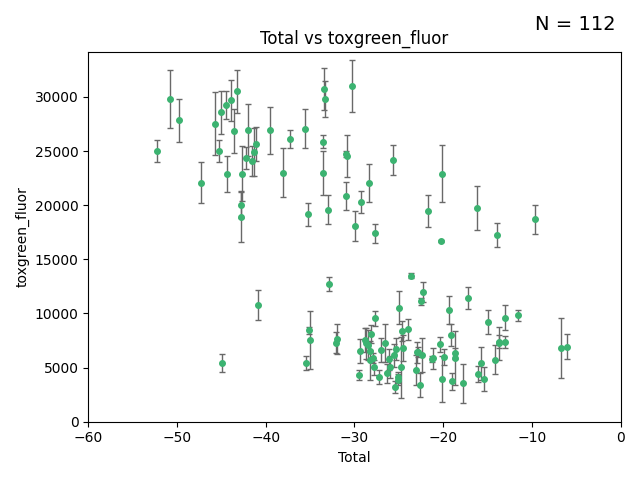 N = 112
Total vs toxgreen_fluor
30000
25000
20000
15000
10000
5000
0
toxgreen_fluor
−60 −50 −40 −30 −20 −10 0
Total